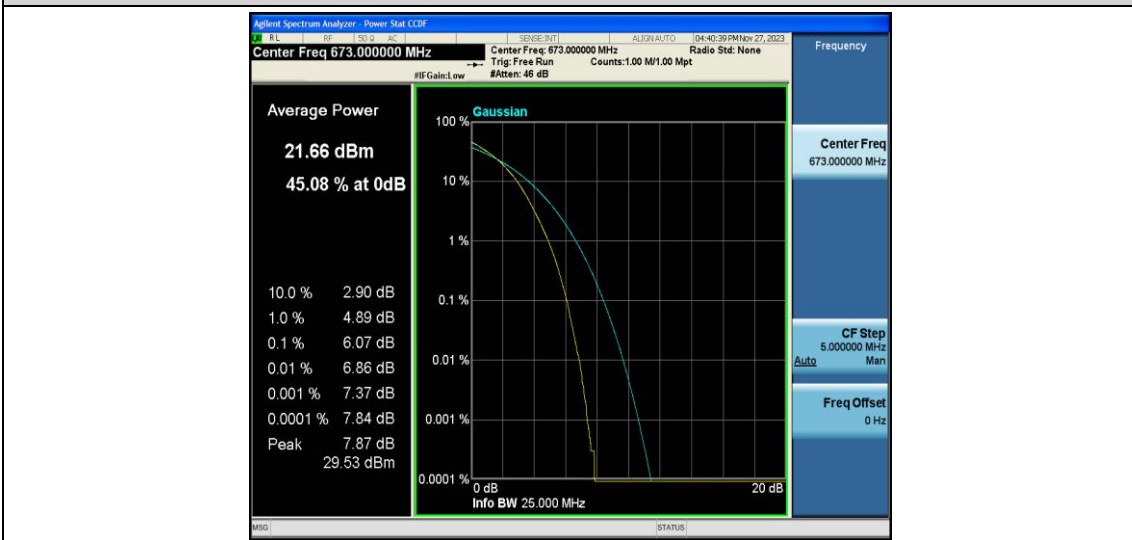 Agilent Spectrum Analyzer - Power Stat CCDF
LXI RL RF 50 Ω AC SENSE:INT ALIGN AUTO 04:40:39 PM Nov 27, 2023
Center Freq 673.000000 MHz
Center Freq: 673.000000 MHz Radio Std: None
Trig: Free Run Counts:1.00 M/1.00 Mpt
#IFGain:Low #Atten: 46 dB
Frequency
Average Power
21.66 dBm
45.08 % at 0dB
10.0 % 2.90 dB
1.0 % 4.89 dB
0.1 % 6.07 dB
0.01 % 6.86 dB
0.001 % 7.37 dB
0.0001 % 7.84 dB
Peak 7.87 dB
29.53 dBm
Gaussian
100 %
10 %
1 %
0.1 %
0.01 %
0.001 %
0.0001 %
0 dB 20 dB
Info BW 25.000 MHz
Center Freq
673.000000 MHz
CF Step
5.000000 MHz
Auto Man
Freq Offset
0 Hz
MSG STATUS